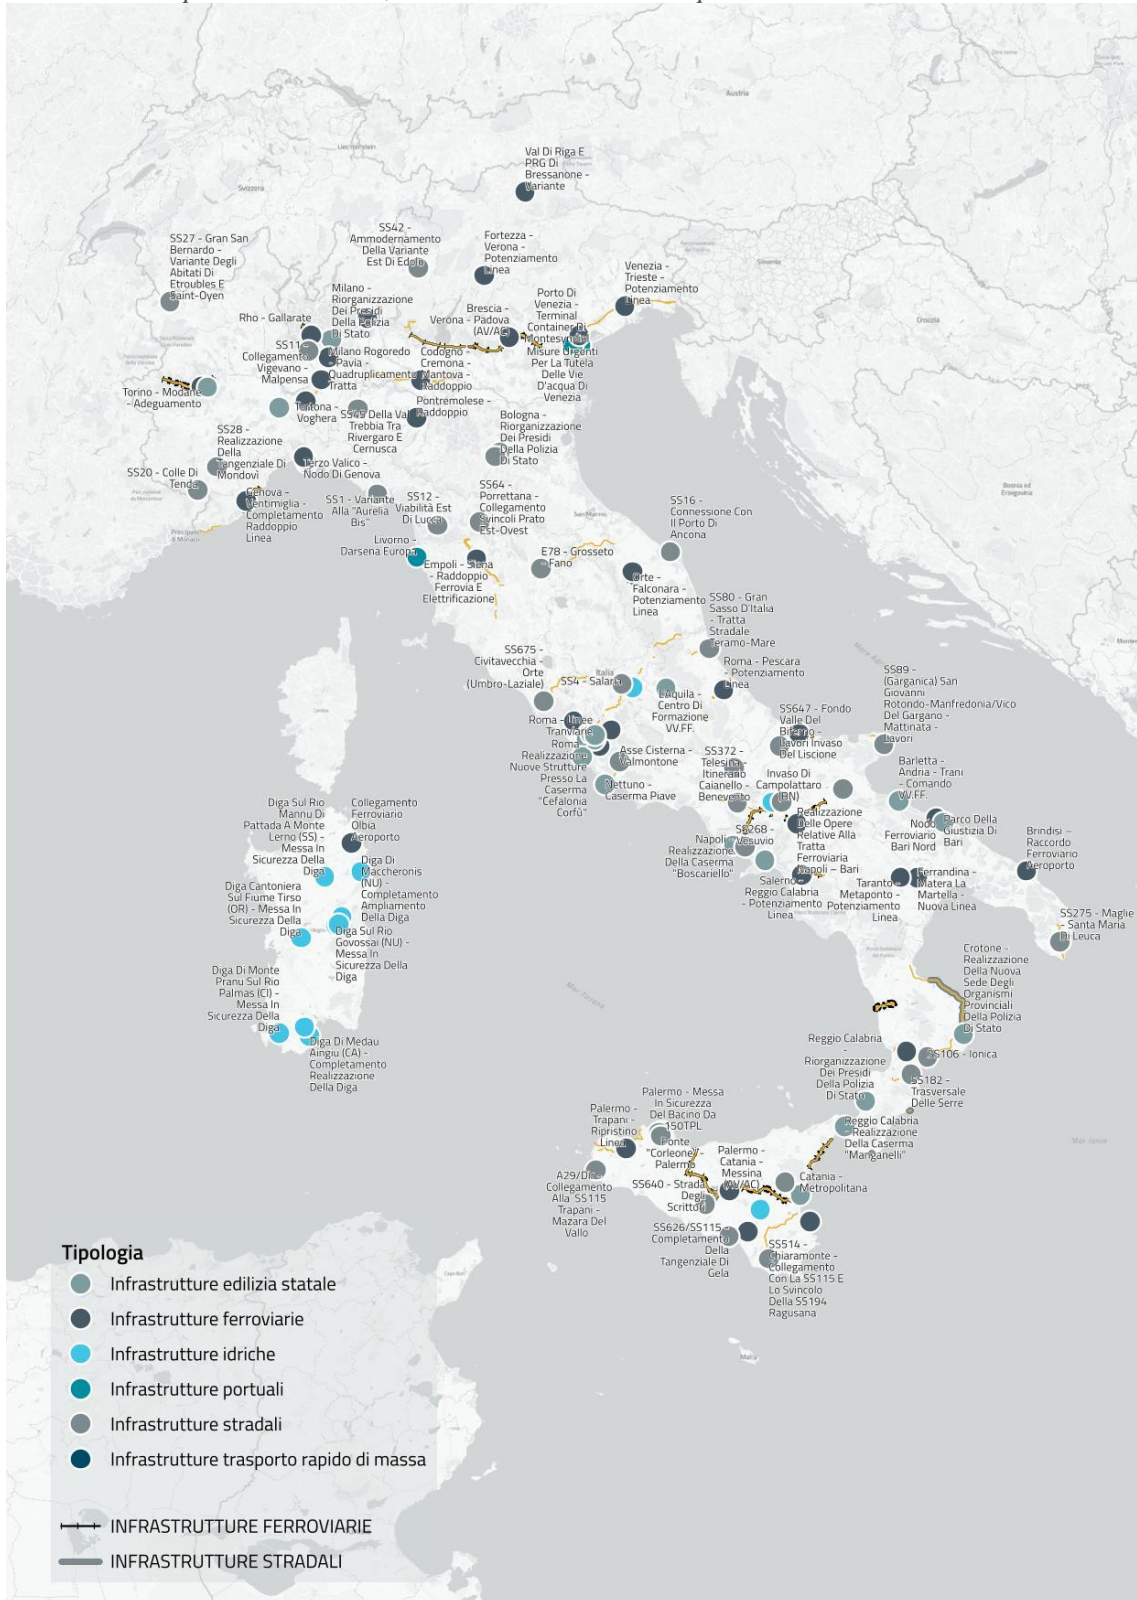 Austria
Liechtenstein
Svizzera
Slovenia
Croazia
Bosnia ed
Erzegovina
San Marino
Italia
Mar Tirreno
Mar Ionio
Malta
Val Di Riga E
PRG Di
Bressanone -
Variante
SS27 - Gran San
Bernardo -
Variante Degli
Abitati Di
Etroubles E
Saint-Oyen
SS42 -
Ammodernamento
Della Variante
Est Di Edolo
Fortezza -
Verona -
Potenziamento
Linea
Venezia -
Trieste -
Potenziamento
Linea
Milano -
Riorganizzazione
Dei Presidi
Della Polizia
Di Stato
Rho - Gallarate
Brescia -
Verona - Padova
(AV/AC)
Porto Di
Venezia -
Terminal
Container Di
Montesyndial
Misure Urgenti
Per La Tutela
Delle Vie
D'acqua Di
Venezia
SS11 -
Collegamento
Vigevano -
Malpensa
Milano Rogoredo
- Pavia -
Quadruplicamento
Tratta
Codogno -
Cremona -
Mantova -
Raddoppio
Torino - Modane
- Adeguamento
Tortona -
Voghera
SS45 Della Val
Trebbia Tra
Rivergaro E
Cernusca
Pontremolese -
Raddoppio
Bologna -
Riorganizzazione
Dei Presidi
Della Polizia
Di Stato
SS28 -
Realizzazione
Della
Tangenziale Di
Mondovì
SS20 - Colle Di
Tenda
Terzo Valico -
Nodo Di Genova
Genova -
Ventimiglia -
Completamento
Raddoppio
Linea
SS1 - Variante
Alla "Aurelia
Bis"
SS12 -
Viabilità Est
Di Lucca
SS64 -
Porrettana -
Collegamento
Svincoli Prato
Est-Ovest
SS16 -
Connessione Con
Il Porto Di
Ancona
Livorno -
Darsena Europa
Empoli - Siena
- Raddoppio
Ferrovia E
Elettrificazione
E78 - Grosseto
- Fano
Orte -
Falconara -
Potenziamento
Linea
SS80 - Gran
Sasso D'Italia
- Tratta
Stradale
Teramo-Mare
SS675 -
Civitavecchia -
Orte
(Umbro-Laziale)
SS4 - Salaria
L'Aquila -
Centro Di
Formazione
VV.FF.
Roma - Pescara
- Potenziamento
Linea
SS89 -
(Garganica) San
Giovanni
Rotondo-Manfredonia/Vico
Del Gargano -
Mattinata -
Lavori
Roma - Linee
Tranviarie
Roma -
Realizzazione
Nuove Strutture
Presso La
Caserma
"Cefalonia
Corfù"
Asse Cisterna -
Valmontone
Nettuno -
Caserma Piave
SS647 - Fondo
Valle Del
Biferno -
Lavori Invaso
Del Liscione
SS372 -
Telesina -
Itinerario
Caianello -
Benevento
Invaso Di
Campolattaro
(BN)
Barletta -
Andria - Trani
- Comando
VV.FF.
Realizzazione
Delle Opere
Relative Alla
Tratta
Ferroviaria
Napoli – Bari
Nodo
Ferroviario
Bari Nord
Parco Della
Giustizia Di
Bari
Brindisi –
Raccordo
Ferroviario
Aeroporto
SS268 -
Vesuvio
Napoli -
Realizzazione
Della Caserma
"Boscariello"
Salerno -
Reggio Calabria
- Potenziamento
Linea
Taranto -
Metaponto -
Potenziamento
Linea
Ferrandina -
Matera La
Martella -
Nuova Linea
SS275 - Maglie
- Santa Maria
Di Leuca
Crotone -
Realizzazione
Della Nuova
Sede Degli
Organismi
Provinciali
Della Polizia
Di Stato
Diga Sul Rio
Mannu Di
Pattada A Monte
Lerno (SS) -
Messa In
Sicurezza Della
Diga
Collegamento
Ferroviario
Olbia
Aeroporto
Diga Di
Maccheronis
(NU) -
Completamento
Ampliamento
Della Diga
Diga Cantoniera
Sul Fiume Tirso
(OR) - Messa In
Sicurezza Della
Diga
Diga Sul Rio
Govossai (NU) -
Messa In
Sicurezza Della
Diga
Diga Di Monte
Pranu Sul Rio
Palmas (CI) -
Messa In
Sicurezza Della
Diga
Diga Di Medau
Aingiu (CA) -
Completamento
Realizzazione
Della Diga
Reggio Calabria
-
Riorganizzazione
Dei Presidi
Della Polizia
Di Stato
SS106 - Ionica
SS182 -
Trasversale
Delle Serre
Reggio Calabria
- Realizzazione
Della Caserma
"Manganelli"
Palermo - Messa
In Sicurezza
Del Bacino Da
150TPL
Palermo -
Trapani -
Ripristino
Linea
Ponte
"Corleone" -
Palermo
Palermo -
Catania -
Messina
(AV/AC)
Catania -
Metropolitana
A29/Dir -
Collegamento
Alla SS115
Trapani -
Mazara Del
Vallo
SS640 - Strada
Degli
Scrittori
SS626/SS115 -
Completamento
Della
Tangenziale Di
Gela
SS514 -
Chiaramonte -
Collegamento
Con La SS115 E
Lo Svincolo
Della SS194
Ragusana
Tipologia
Infrastrutture edilizia statale
Infrastrutture ferroviarie
Infrastrutture idriche
Infrastrutture portuali
Infrastrutture stradali
Infrastrutture trasporto rapido di massa
INFRASTRUTTURE FERROVIARIE
INFRASTRUTTURE STRADALI